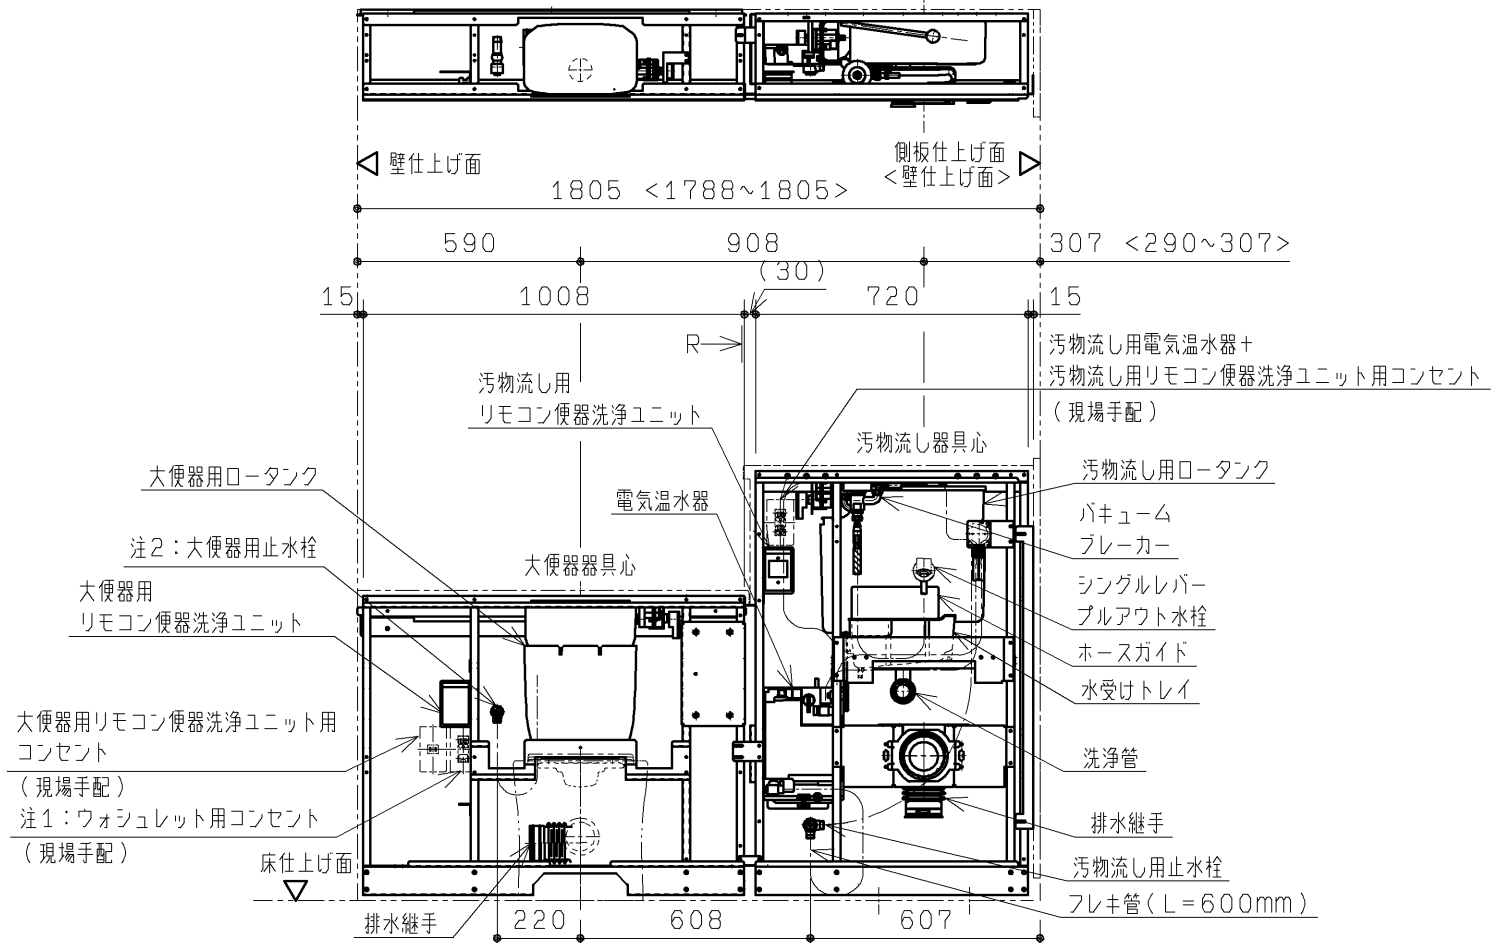 壁仕上げ面
側板仕上げ面
<壁仕上げ面>
1805 <1788~1805>
590
908
307 <290~307>
(30)
15
1008
720
15
R
汚物流し用電気温水器+
汚物流し用リモコン便器洗浄ユニット用コンセント
(現場手配)
汚物流し用
リモコン便器洗浄ユニット
汚物流し器具心
大便器用ロータンク
電気温水器
汚物流し用ロータンク
バキューム
ブレーカー
注2:大便器用止水栓
大便器器具心
大便器用
リモコン便器洗浄ユニット
シングルレバー
プルアウト水栓
ホースガイド
水受けトレイ
大便器用リモコン便器洗浄ユニット用
コンセント
(現場手配)
洗浄管
注1:ウォシュレット用コンセント
(現場手配)
排水継手
床仕上げ面
汚物流し用止水栓
フレキ管(L=600mm)
排水継手
220
608
607